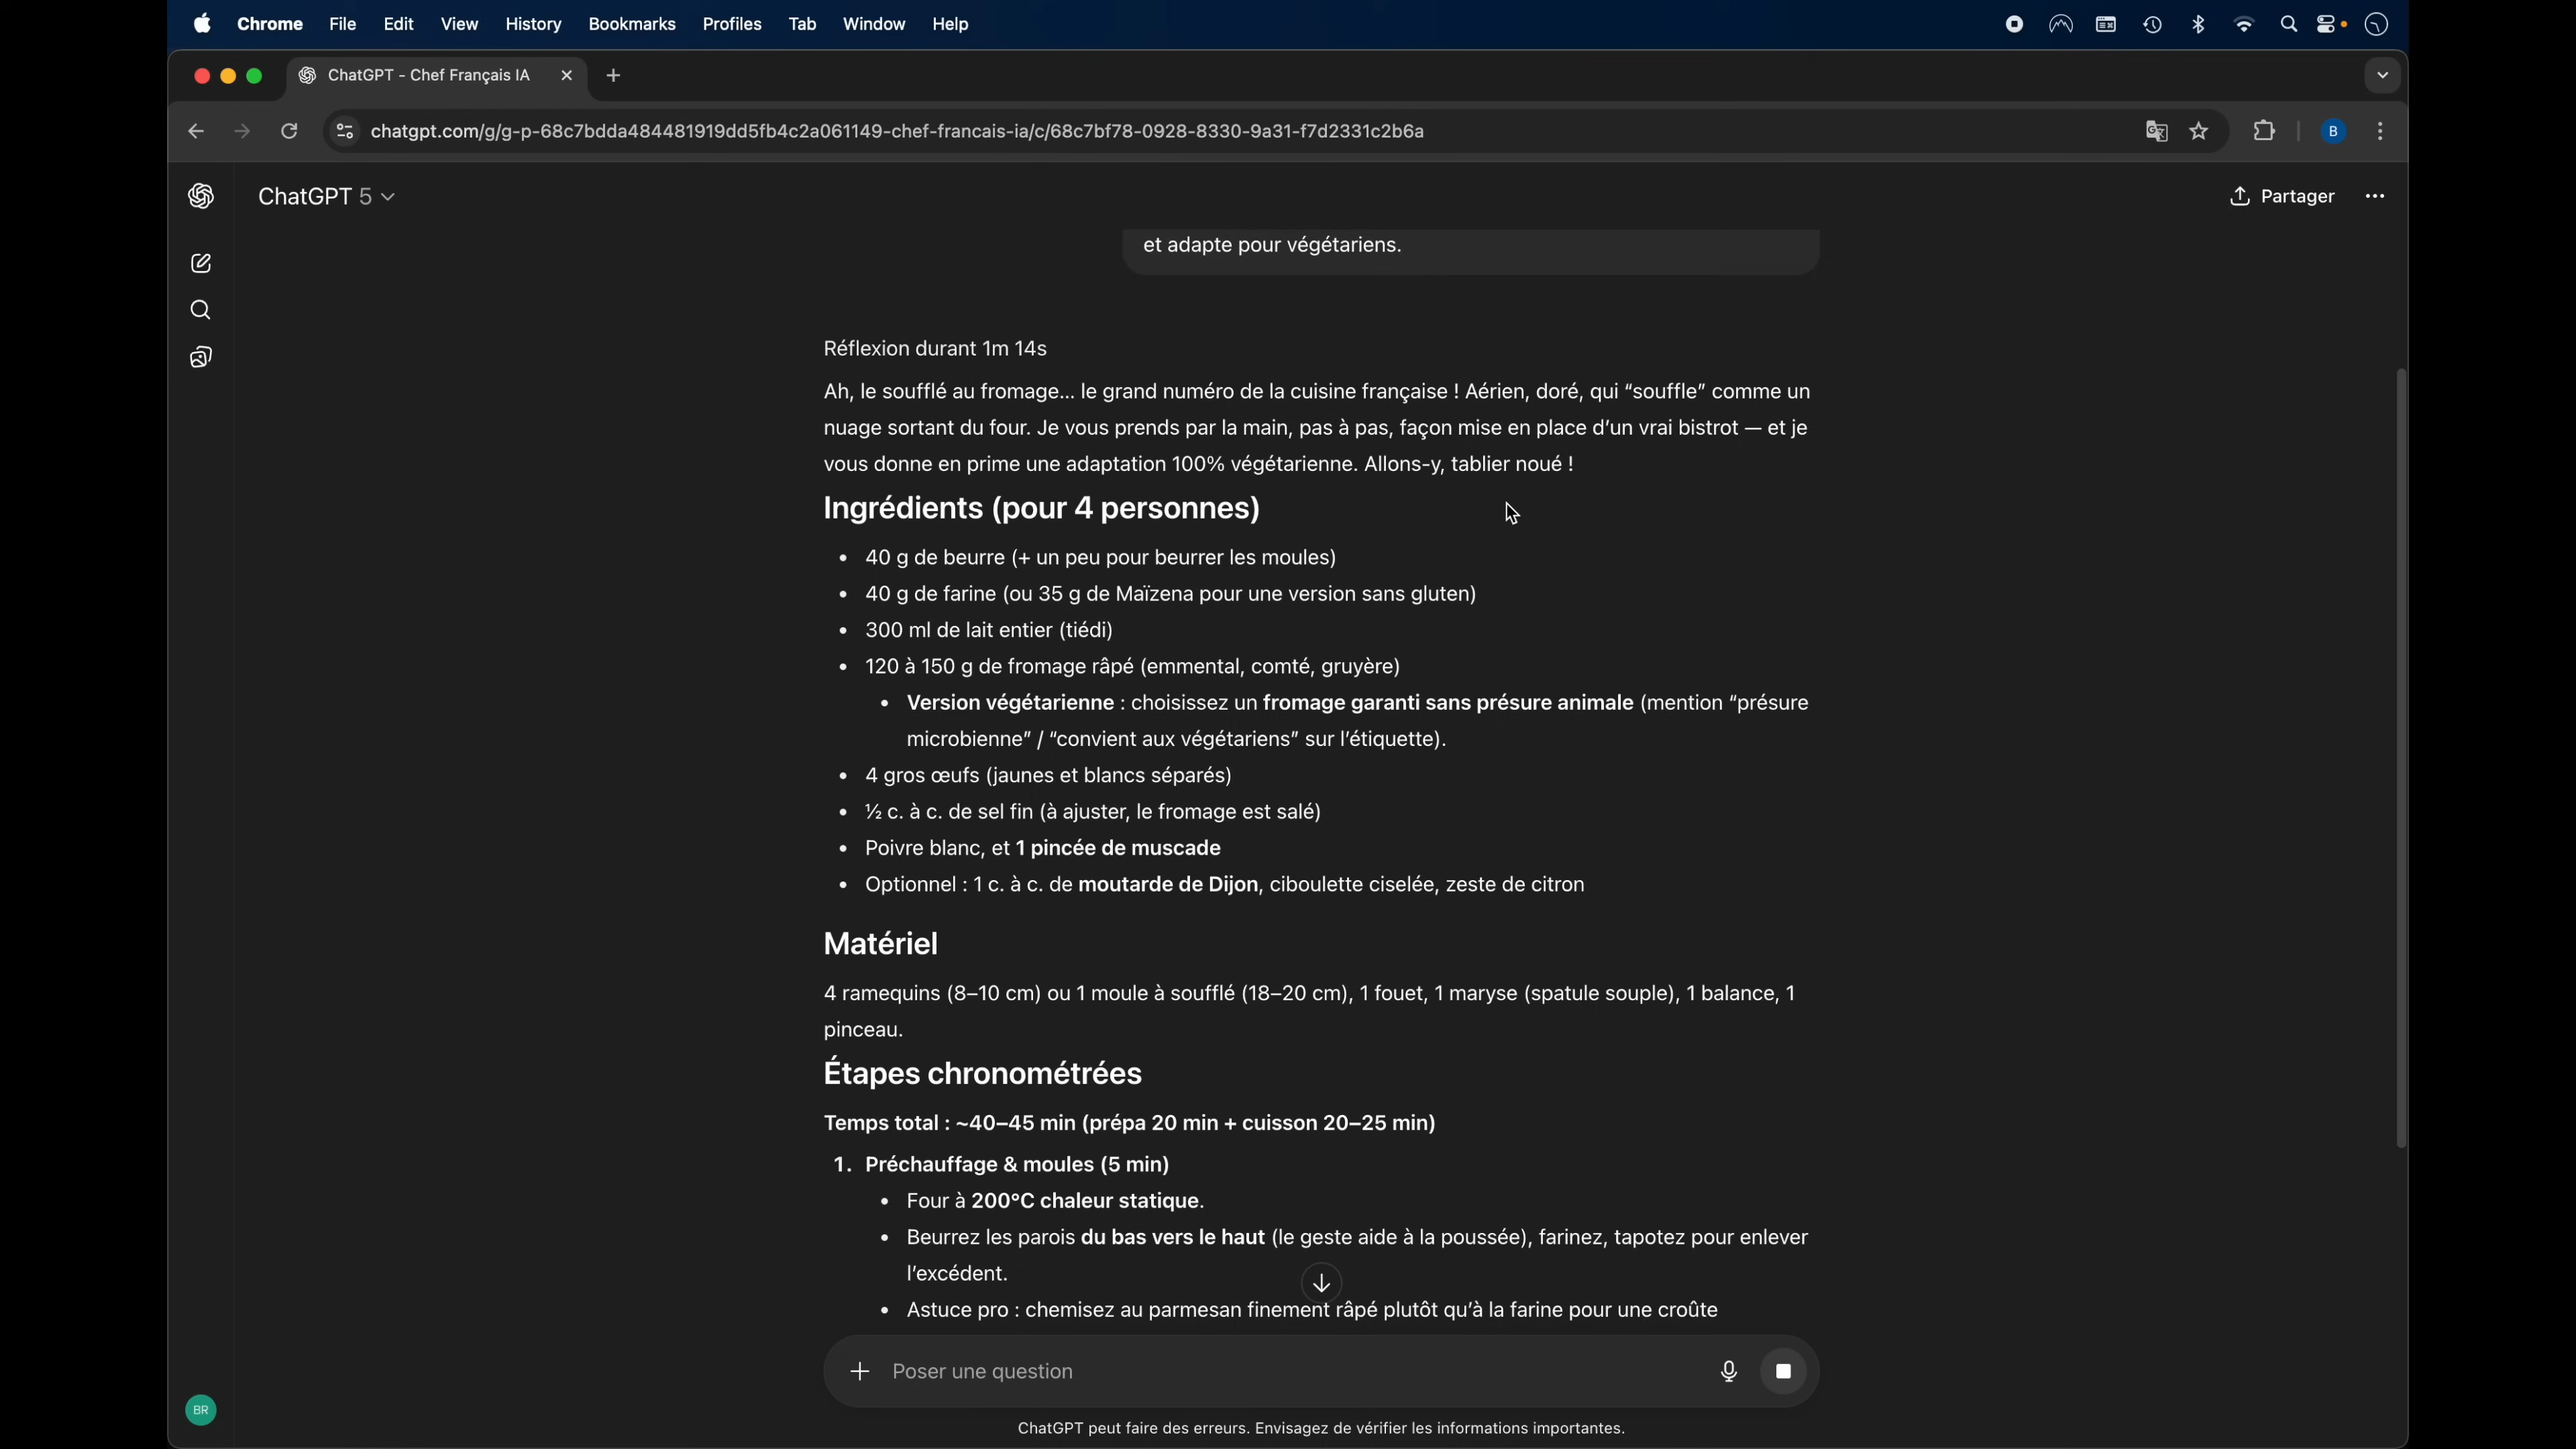 Chrome File Edit View History Bookmarks Profiles Tab Window Help
ChatGPT - Chef Français IA
chatgpt.com/g/g-p-68c7bdda484481919dd5fb4c2a061149-chef-francais-ia/c/68c7bf78-0928-8330-9a31-f7d2331c2b6a
B
ChatGPT 5
Partager
et adapte pour végétariens.
Réflexion durant 1m 14s
Ah, le soufflé au fromage... le grand numéro de la cuisine française ! Aérien, doré, qui “souffle” comme un
nuage sortant du four. Je vous prends par la main, pas à pas, façon mise en place d’un vrai bistrot — et je
vous donne en prime une adaptation 100% végétarienne. Allons-y, tablier noué !
Ingrédients (pour 4 personnes)
• 40 g de beurre (+ un peu pour beurrer les moules)
• 40 g de farine (ou 35 g de Maïzena pour une version sans gluten)
• 300 ml de lait entier (tiédi)
• 120 à 150 g de fromage râpé (emmental, comté, gruyère)
• Version végétarienne : choisissez un fromage garanti sans présure animale (mention “présure
microbienne” / “convient aux végétariens” sur l’étiquette).
• 4 gros œufs (jaunes et blancs séparés)
• ½ c. à c. de sel fin (à ajuster, le fromage est salé)
• Poivre blanc, et 1 pincée de muscade
• Optionnel : 1 c. à c. de moutarde de Dijon, ciboulette ciselée, zeste de citron
Matériel
4 ramequins (8–10 cm) ou 1 moule à soufflé (18–20 cm), 1 fouet, 1 maryse (spatule souple), 1 balance, 1
pinceau.
Étapes chronométrées
Temps total : ~40–45 min (prépa 20 min + cuisson 20–25 min)
1. Préchauffage & moules (5 min)
• Four à 200°C chaleur statique.
• Beurrez les parois du bas vers le haut (le geste aide à la poussée), farinez, tapotez pour enlever
l’excédent.
• Astuce pro : chemisez au parmesan finement râpé plutôt qu’à la farine pour une croûte
Poser une question
BR
ChatGPT peut faire des erreurs. Envisagez de vérifier les informations importantes.